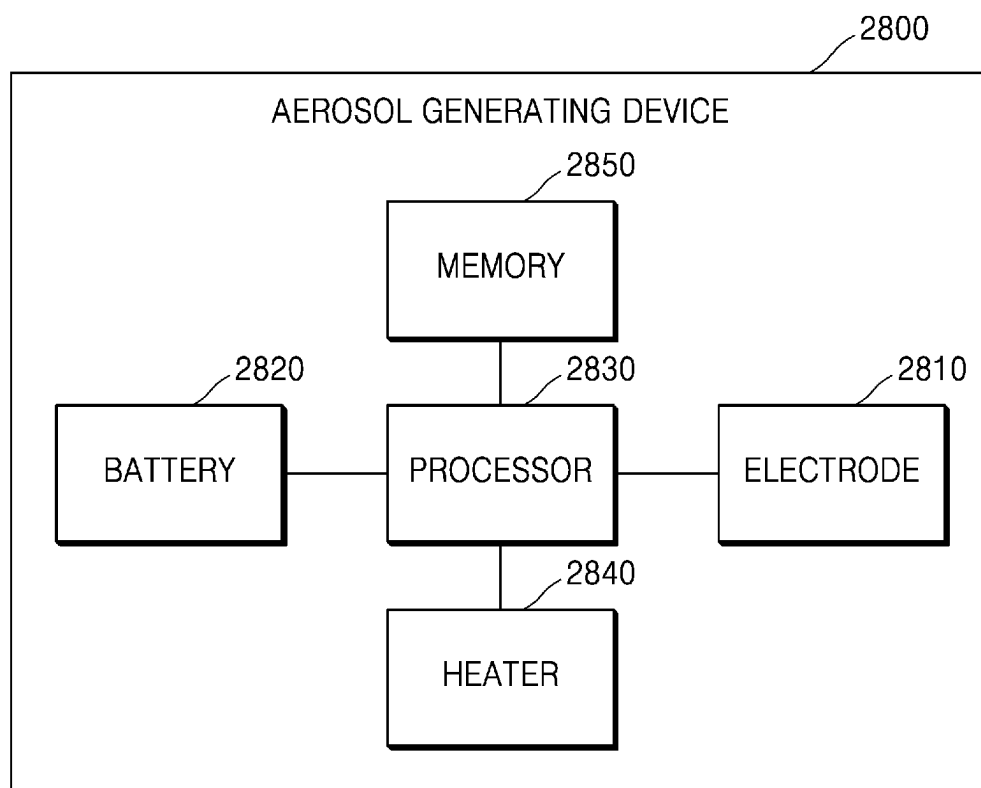 2800
AEROSOL GENERATING DEVICE
2850
MEMORY
2820
2830
2810
BATTERY
PROCESSOR
ELECTRODE
2840
HEATER